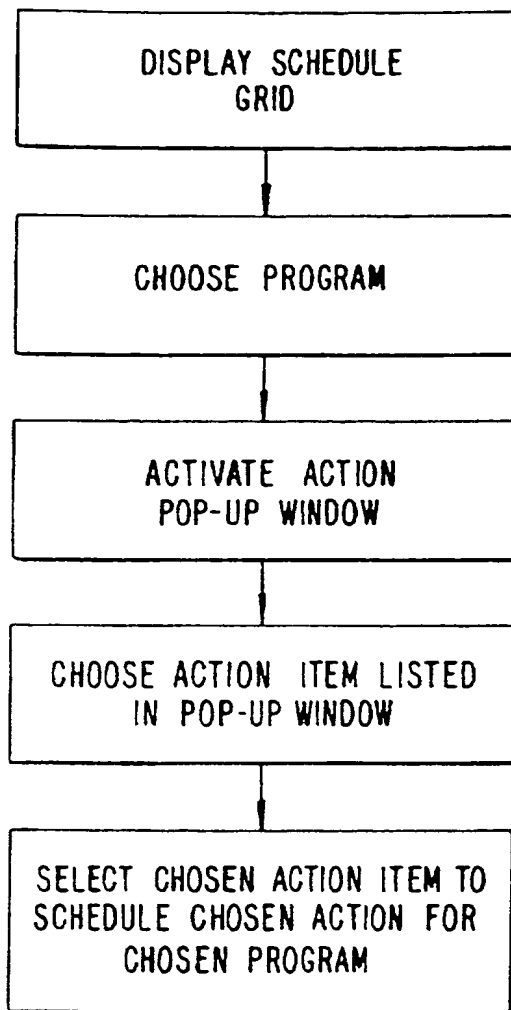 DISPLAY SCHEDULE
GRID
CHOOSE PROGRAM
ACTIVATE ACTION
POP-UP WINDOW
CHOOSE ACTION ITEM LISTED
IN POP-UP WINDOW
SELECT CHOSEN ACTION ITEM TO
SCHEDULE CHOSEN ACTION FOR
CHOSEN PROGRAM